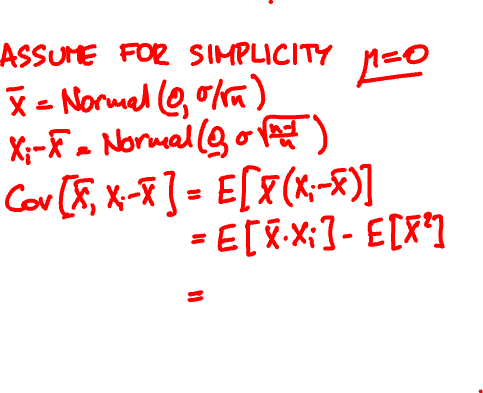 ASSUME FOR SIMPLICITY μ=0
x̄ = Normal(0, σ/√n)
Xᵢ-X̄ = Normal(0, σ√(n-1/n))
Cov[X̄, Xᵢ-X̄] = E[X̄(Xᵢ-X̄)]
= E[X̄·Xᵢ] - E[X̄²]
=